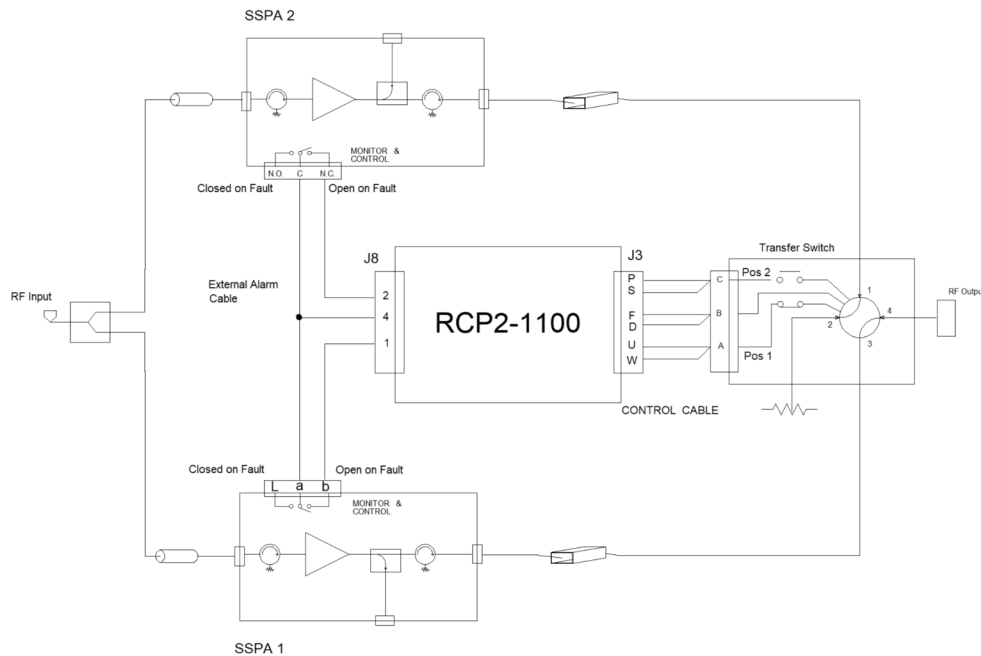 SSPA 2
MONITOR &
CONTROL
N.O. C N.C.
Closed on Fault
Open on Fault
J8
J3
Transfer Switch
External Alarm
Cable
RF Input
2
4
1
RCP2-1100
P
S
F
D
U
W
C
B
A
Pos 2
Pos 1
1
2
3
4
RF
CONTROL CABLE
Closed on Fault
Open on Fault
L a b
MONITOR &
CONTROL
SSPA 1